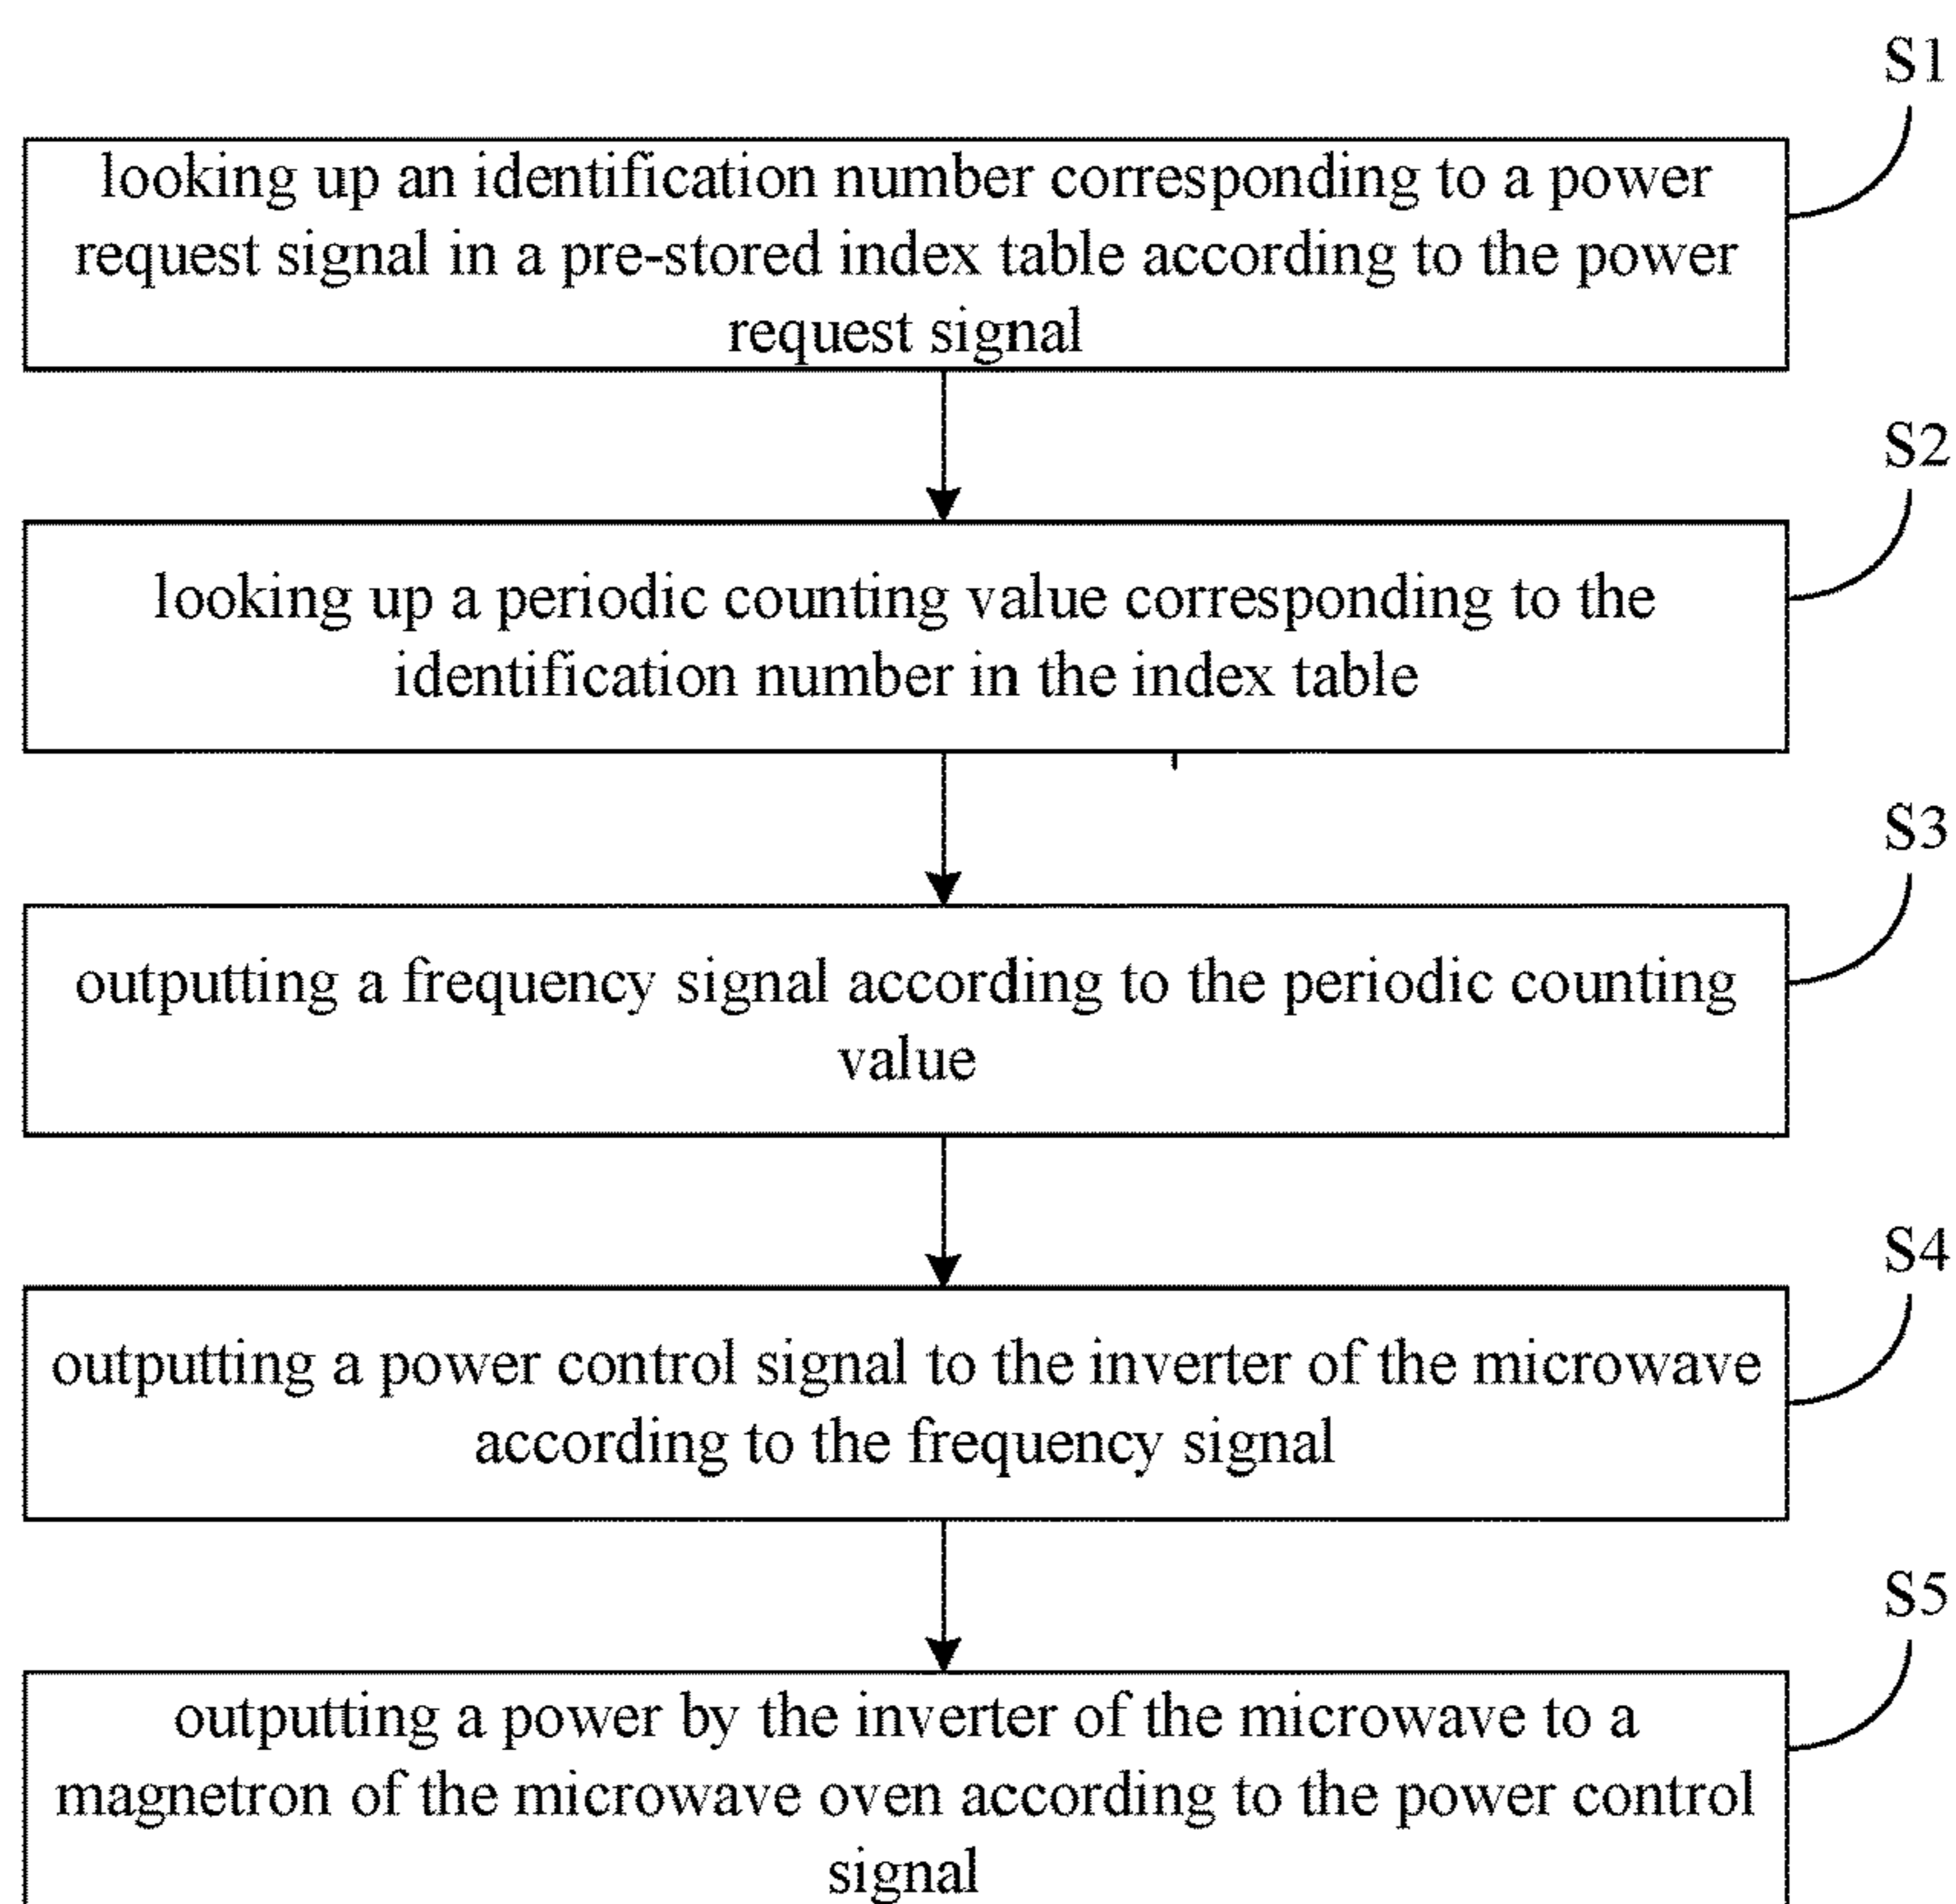 S1
looking up an identification number corresponding to a power
request signal in a pre-stored index table according to the power
request signal
S2
looking up a periodic counting value corresponding to the
identification number in the index table
S3
outputting a frequency signal according to the periodic counting
value
S4
outputting a power control signal to the inverter of the microwave
according to the frequency signal
S5
outputting a power by the inverter of the microwave to a
magnetron of the microwave oven according to the power control
signal